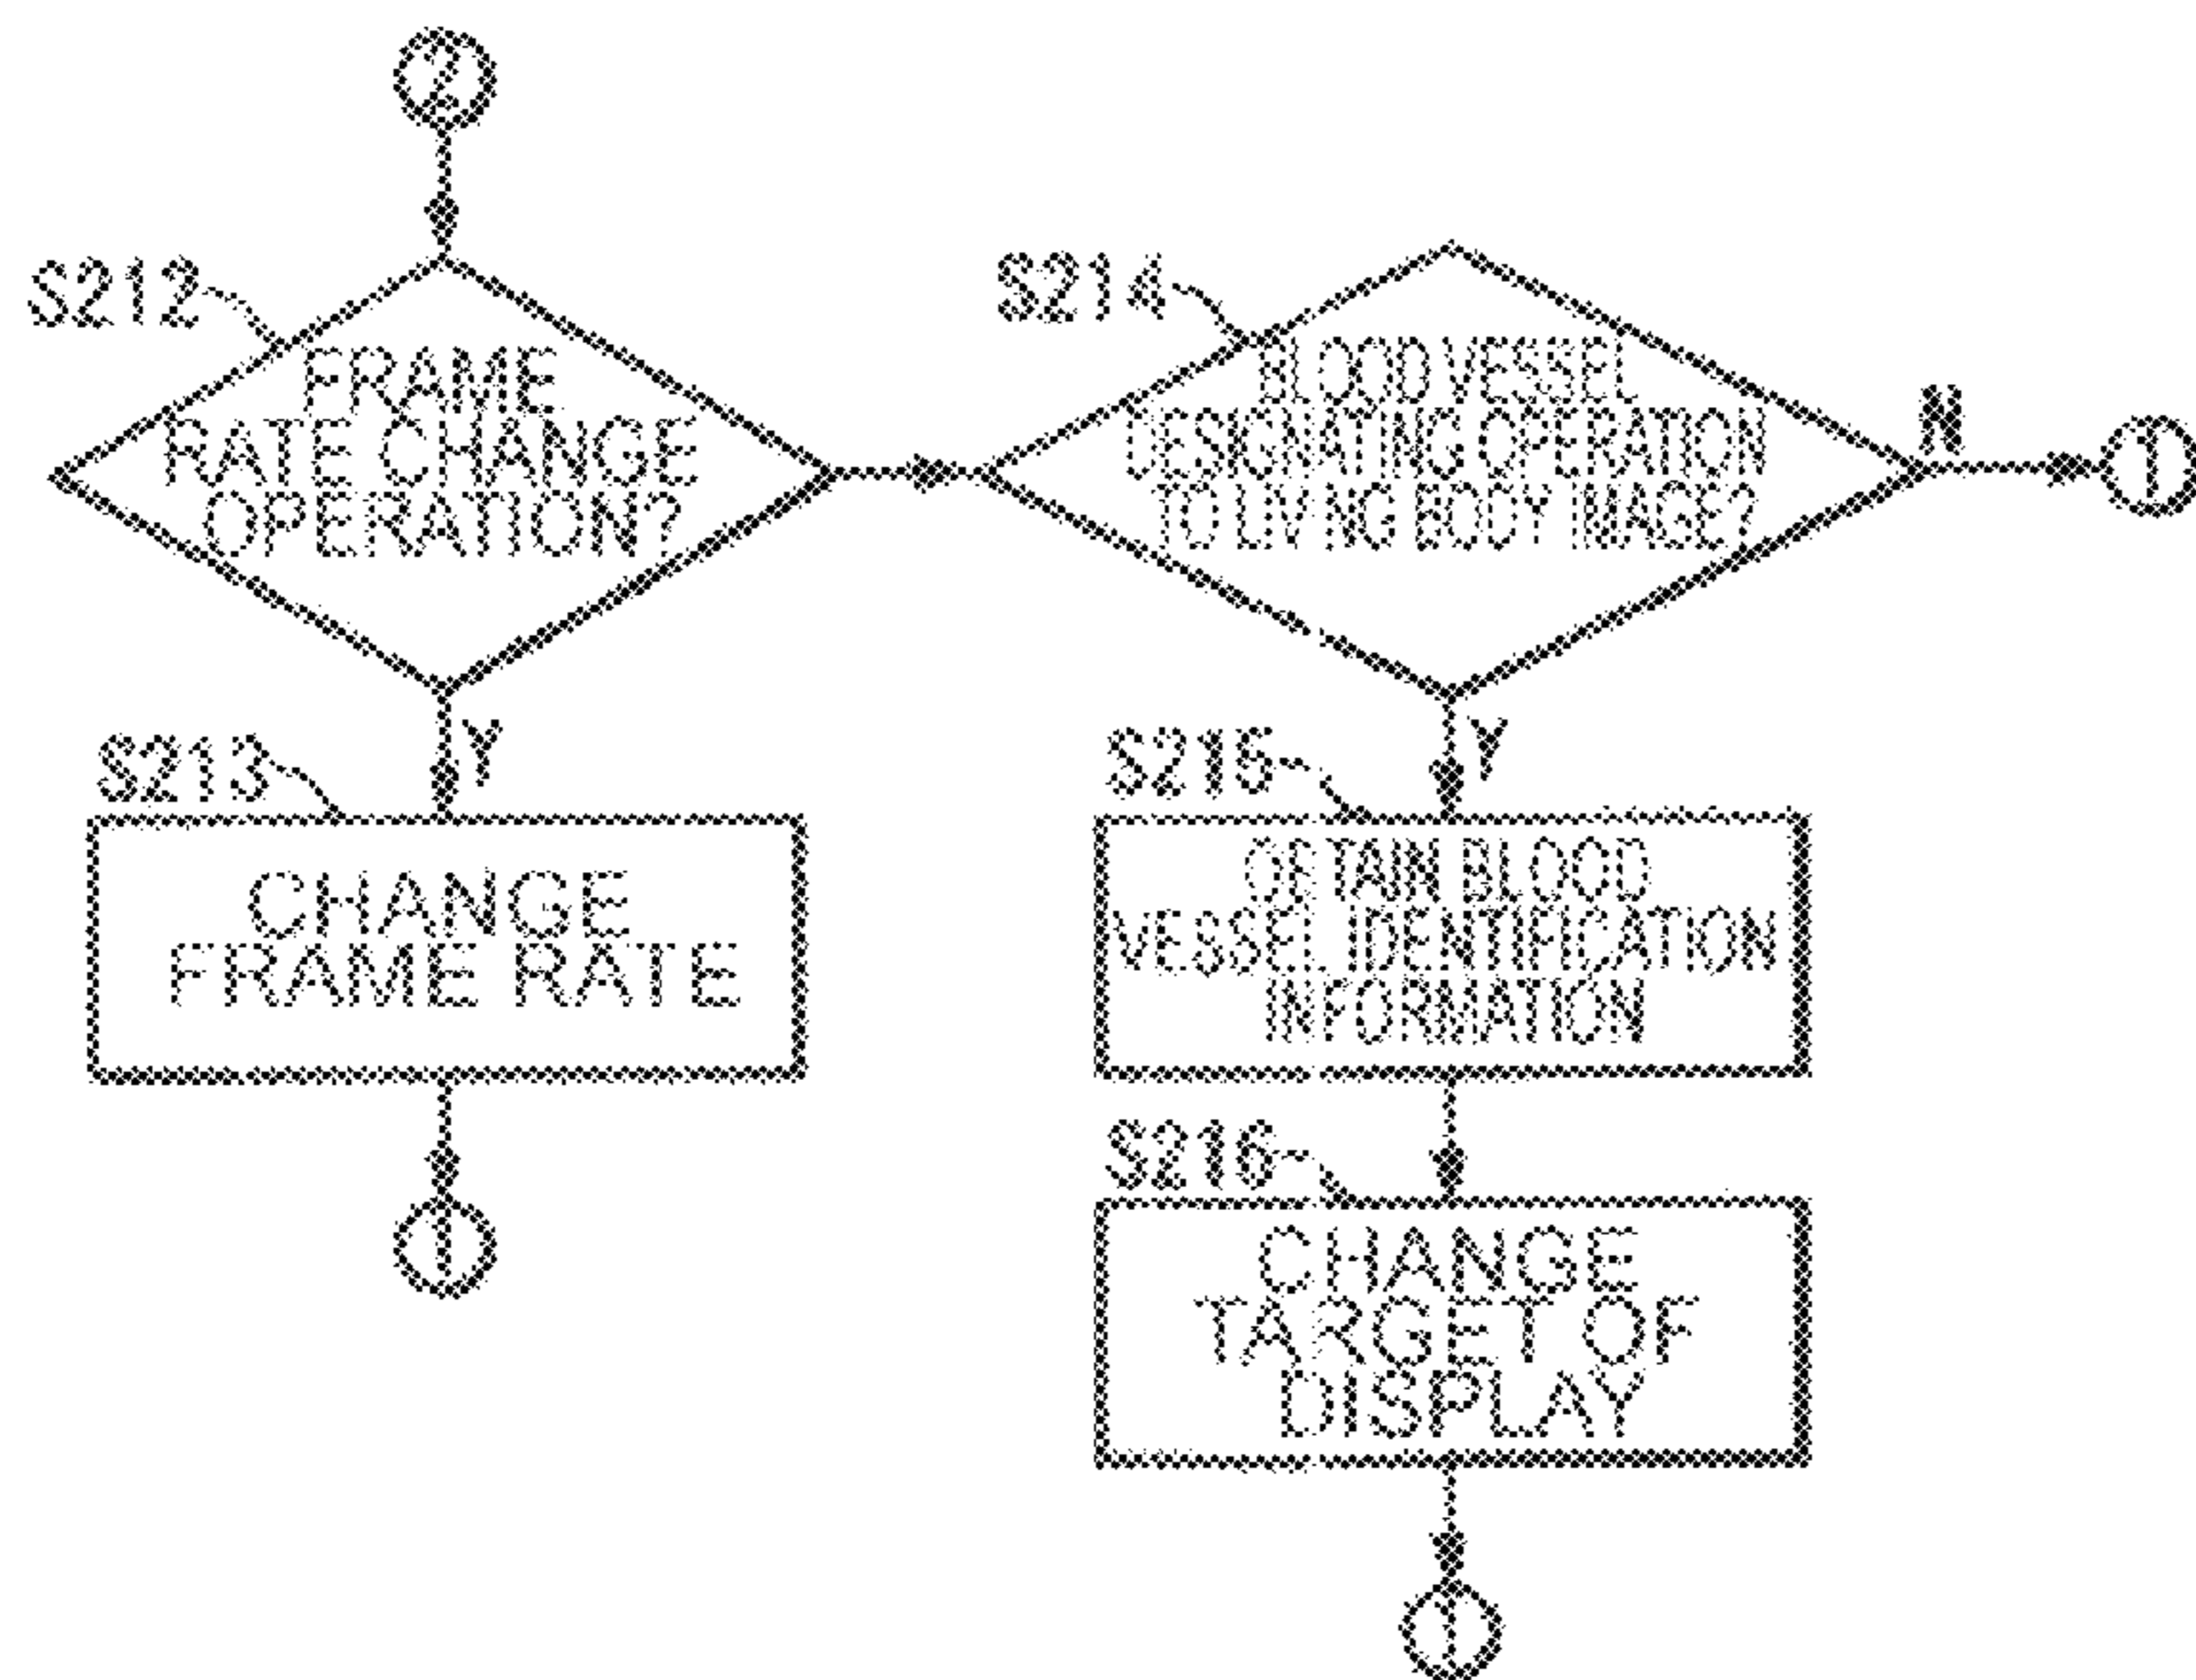 2
S212
FRAME
RATE CHANGE
OPERATION?
S214
BLOOD VESSEL
DESIGNATING OPERATION
TO LIVING BODY IMAGE?
N
1
S213
Y
CHANGE
FRAME RATE
1
S215
Y
OBTAIN BLOOD
VESSEL IDENTIFICATION
INFORMATION
S216
CHANGE
TARGET OF
DISPLAY
1